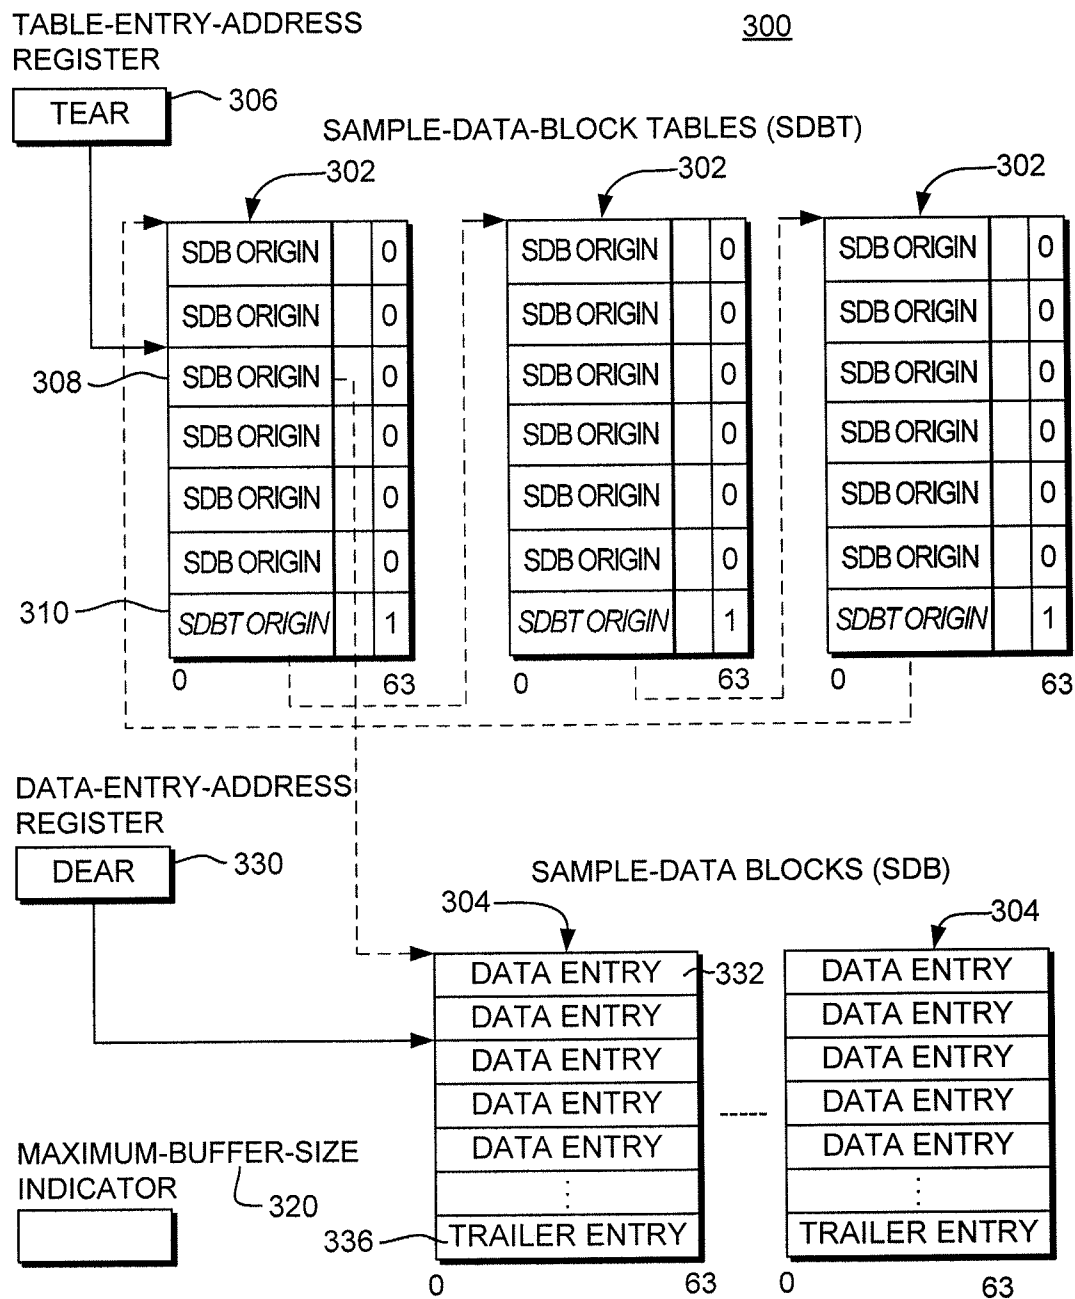 TABLE-ENTRY-ADDRESS
REGISTER
300
TEAR
306
SAMPLE-DATA-BLOCK TABLES (SDBT)
302
302
302
SDB ORIGIN 0
SDB ORIGIN 0
SDB ORIGIN 0
SDB ORIGIN 0
SDB ORIGIN 0
SDB ORIGIN 0
308
SDB ORIGIN 0
SDB ORIGIN 0
SDB ORIGIN 0
SDB ORIGIN 0
SDB ORIGIN 0
SDB ORIGIN 0
SDB ORIGIN 0
SDB ORIGIN 0
SDB ORIGIN 0
SDB ORIGIN 0
SDB ORIGIN 0
SDB ORIGIN 0
310
SDBT ORIGIN 1
SDBT ORIGIN 1
SDBT ORIGIN 1
0 63
0 63
0 63
DATA-ENTRY-ADDRESS
REGISTER
DEAR
330
SAMPLE-DATA BLOCKS (SDB)
304
304
DATA ENTRY
332
DATA ENTRY
DATA ENTRY
DATA ENTRY
DATA ENTRY
DATA ENTRY
DATA ENTRY
DATA ENTRY
DATA ENTRY
DATA ENTRY
MAXIMUM-BUFFER-SIZE
INDICATOR
320
336
TRAILER ENTRY
TRAILER ENTRY
0 63
0 63